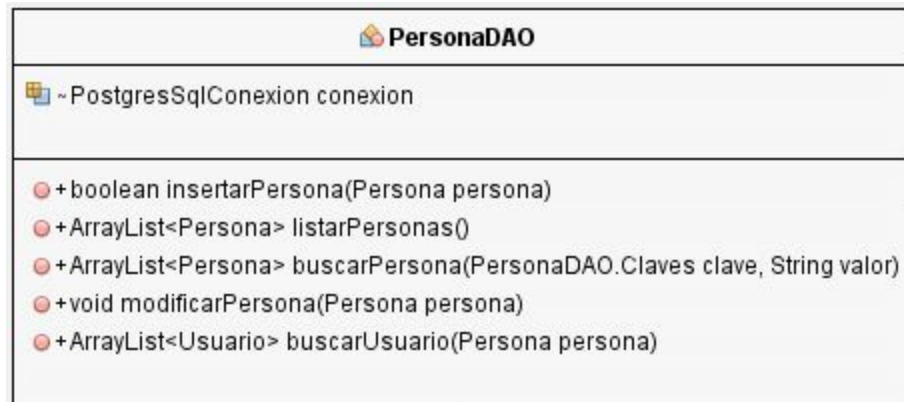 PersonaDAO
~PostgresSqlConexion conexion
+boolean insertarPersona(Persona persona)
+ArrayList<Persona> listarPersonas()
+ArrayList<Persona> buscarPersona(PersonaDAO.Claves clave, String valor)
+void modificarPersona(Persona persona)
+ArrayList<Usuario> buscarUsuario(Persona persona)